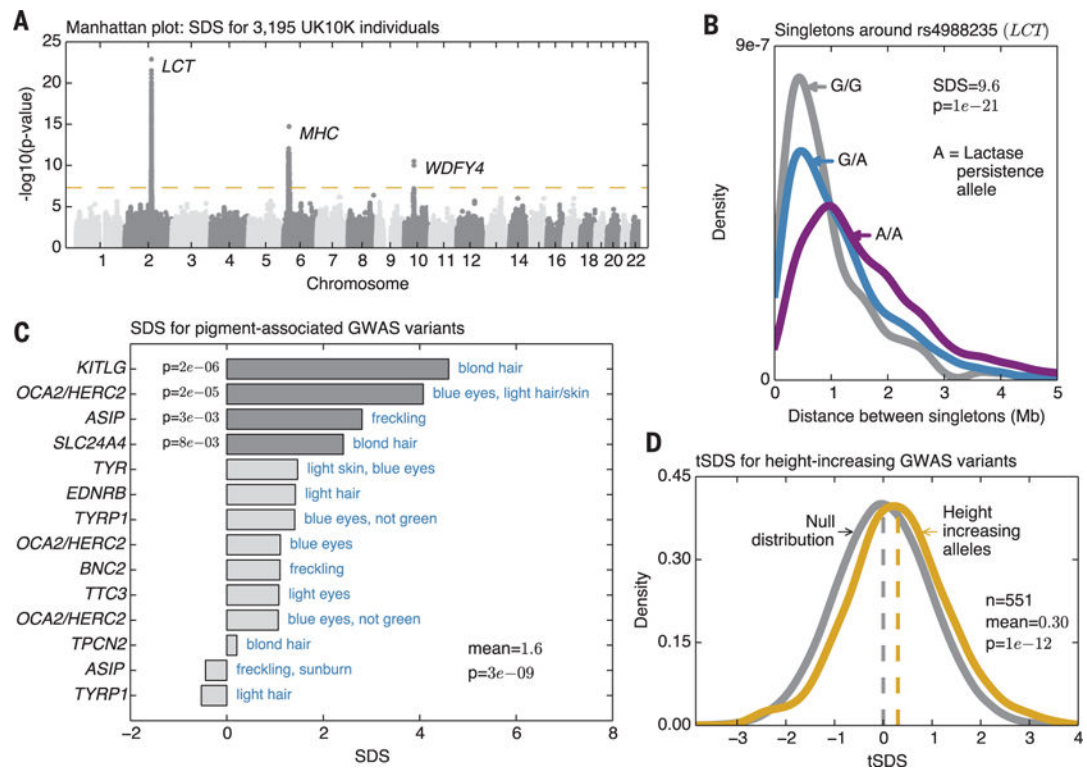 A
Manhattan plot: SDS for 3,195 UK10K individuals
25
20
15
10
5
0
-log10(p-value)
LCT
MHC
WDFY4
1 2 3 4 5 6 7 8 9 10 11 12 14 16 18 20 22
Chromosome
B
Singletons around rs4988235 (LCT)
9e-7
0
Density
G/G
G/A
A/A
SDS=9.6
p=1e−21
A = Lactase
persistence
allele
0 1 2 3 4 5
Distance between singletons (Mb)
C
SDS for pigment-associated GWAS variants
KITLG p=2e−06 blond hair
OCA2/HERC2 p=2e−05 blue eyes, light hair/skin
ASIP p=3e−03 freckling
SLC24A4 p=8e−03 blond hair
TYR light skin, blue eyes
EDNRB light hair
TYRP1 blue eyes, not green
OCA2/HERC2 blue eyes
BNC2 freckling
TTC3 light eyes
OCA2/HERC2 blue eyes, not green
TPCN2 blond hair
ASIP freckling, sunburn
TYRP1 light hair
mean=1.6
p=3e−09
−2 0 2 4 6 8
SDS
D
tSDS for height-increasing GWAS variants
0.45
0.30
0.15
0.00
Density
Null
distribution
Height
increasing
alleles
n=551
mean=0.30
p=1e−12
−3 −2 −1 0 1 2 3 4
tSDS